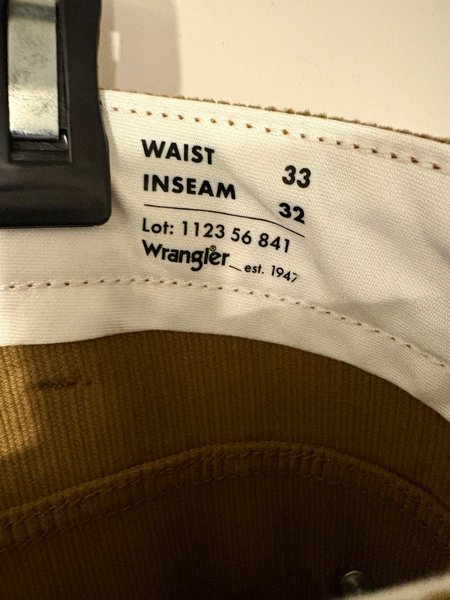 WAIST 33
INSEAM 32
Lot: 1123 56 841
Wrangler® est. 1947